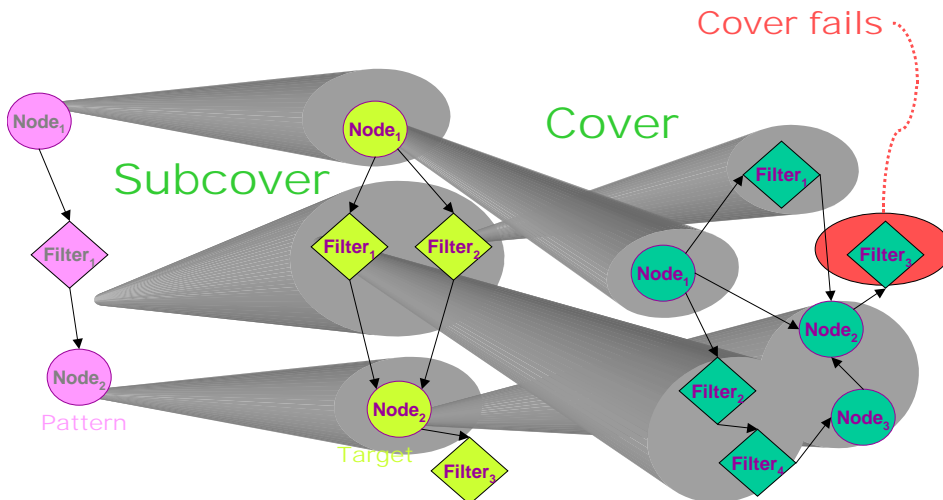 Cover fails
Cover
Subcover
Node1
Filter1
Node2
Pattern
Node1
Filter1
Filter2
Node2
Target
Filter3
Filter1
Filter3
Node1
Node2
Filter2
Node3
Filter4